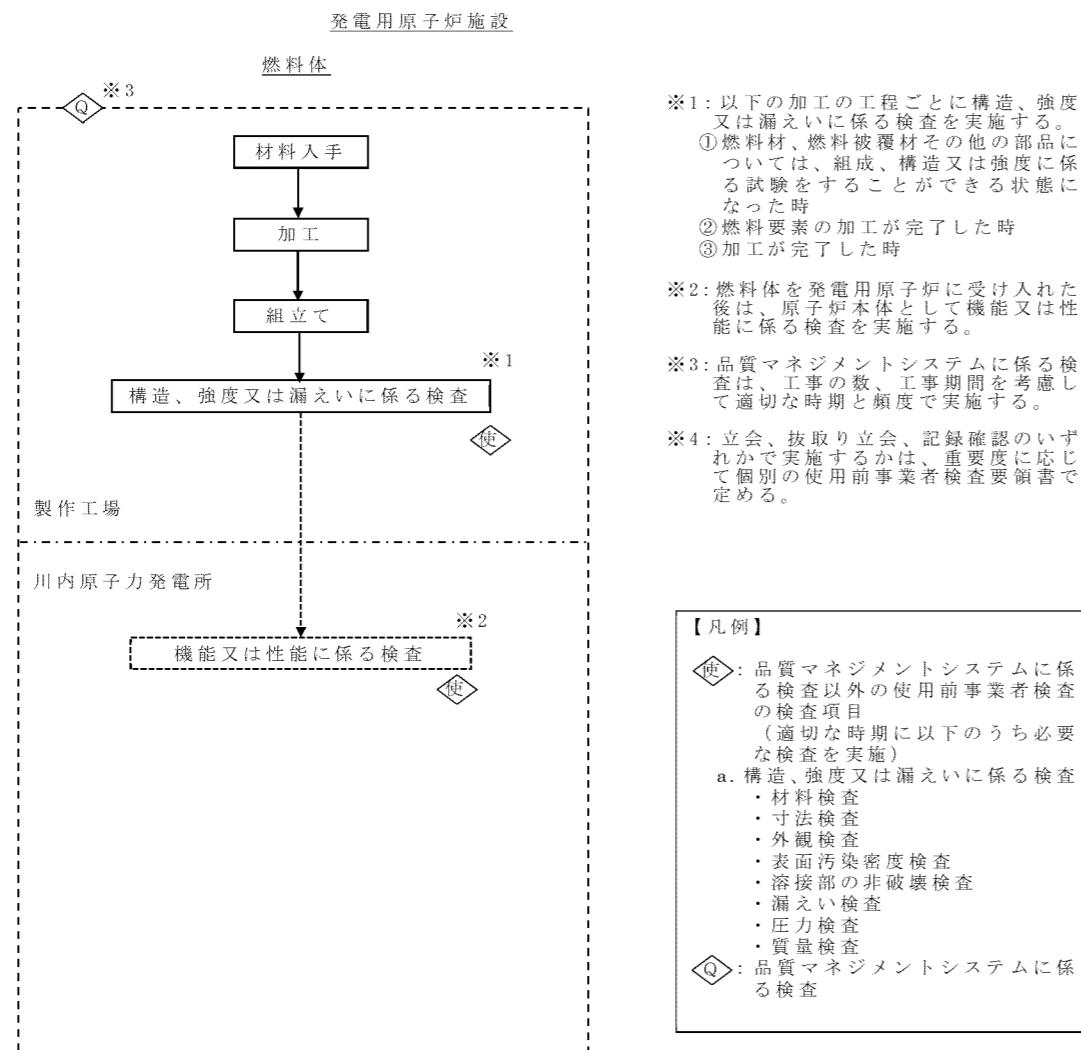 発電用原子炉施設
燃料体
※3
Q
材料入手
加工
組立て
※1
構造、強度又は漏えいに係る検査
使
製作工場
川内原子力発電所
※2
機能又は性能に係る検査
使
※1:以下の加工の工程ごとに構造、強度
又は漏えいに係る検査を実施する。
①燃料材、燃料被覆材その他の部品に
ついては、組成、構造又は強度に係
る試験をすることができる状態に
なった時
②燃料要素の加工が完了した時
③加工が完了した時
※2:燃料体を発電用原子炉に受け入れた
後は、原子炉本体として機能又は性
能に係る検査を実施する。
※3:品質マネジメントシステムに係る検
査は、工事の数、工事期間を考慮し
て適切な時期と頻度で実施する。
※4:立会、抜取り立会、記録確認のいず
れかで実施するかは、重要度に応じ
て個別の使用前事業者検査要領書で
定める。
【凡例】
使:品質マネジメントシステムに係
る検査以外の使用前事業者検査
の検査項目
(適切な時期に以下のうち必要
な検査を実施)
a.構造、強度又は漏えいに係る検査
・材料検査
・寸法検査
・外観検査
・表面汚染密度検査
・溶接部の非破壊検査
・漏えい検査
・圧力検査
・質量検査
Q:品質マネジメントシステムに係
る検査